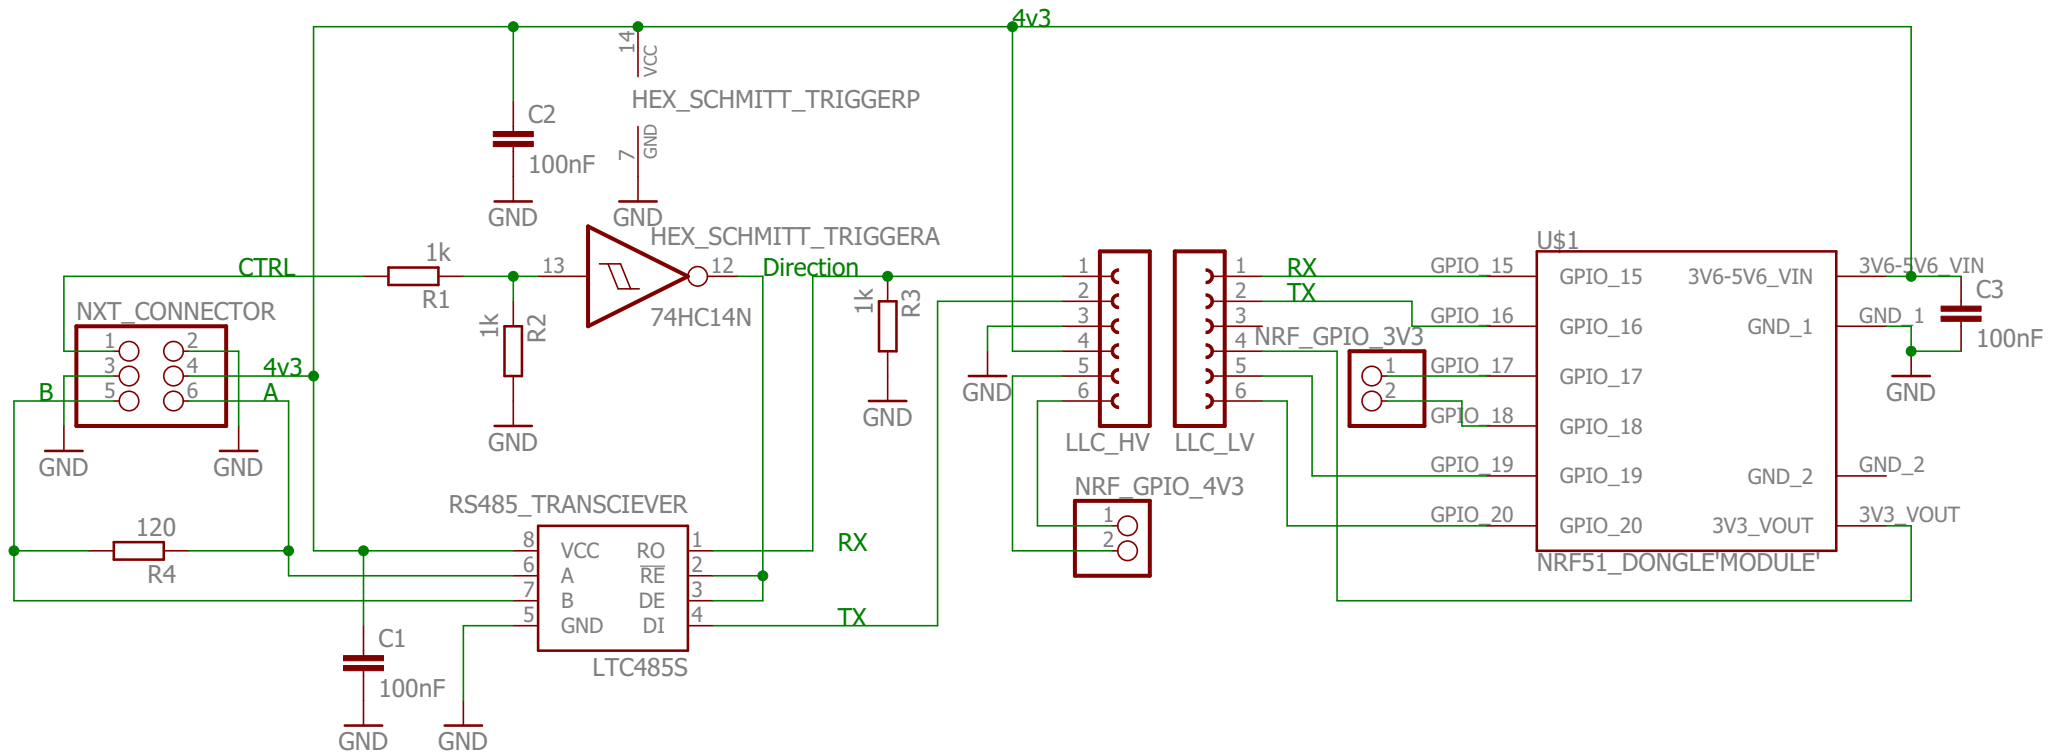 4v3
14
VCC
HEX_SCHMITT_TRIGGERP
C2
100nF
7
GND
GND
GND
HEX_SCHMITT_TRIGGERA
CTRL
1k
R1
13
12
Direction
74HC14N
1k
R2
GND
1k
R3
GND
NXT_CONNECTOR
1
2
3
4
5
6
4v3
B
A
GND
GND
120
R4
RS485_TRANSCIEVER
8
VCC
RO
1
RX
6
A
RE
2
7
B
DE
3
5
GND
DI
4
TX
LTC485S
C1
100nF
GND
GND
1
2
3
4
5
6
GND
LLC_HV
1
2
3
4
5
6
LLC_LV
RX
TX
NRF_GPIO_3V3
1
2
NRF_GPIO_4V3
1
2
U$1
GPIO_15
GPIO_15
3V6-5V6_VIN
3V6-5V6_VIN
GPIO_16
GPIO_16
GND_1
GND_1
GPIO_17
GPIO_17
GPIO_18
GPIO_18
GPIO_19
GPIO_19
GND_2
GND_2
GPIO_20
GPIO_20
3V3_VOUT
3V3_VOUT
NRF51_DONGLE'MODULE'
C3
100nF
GND